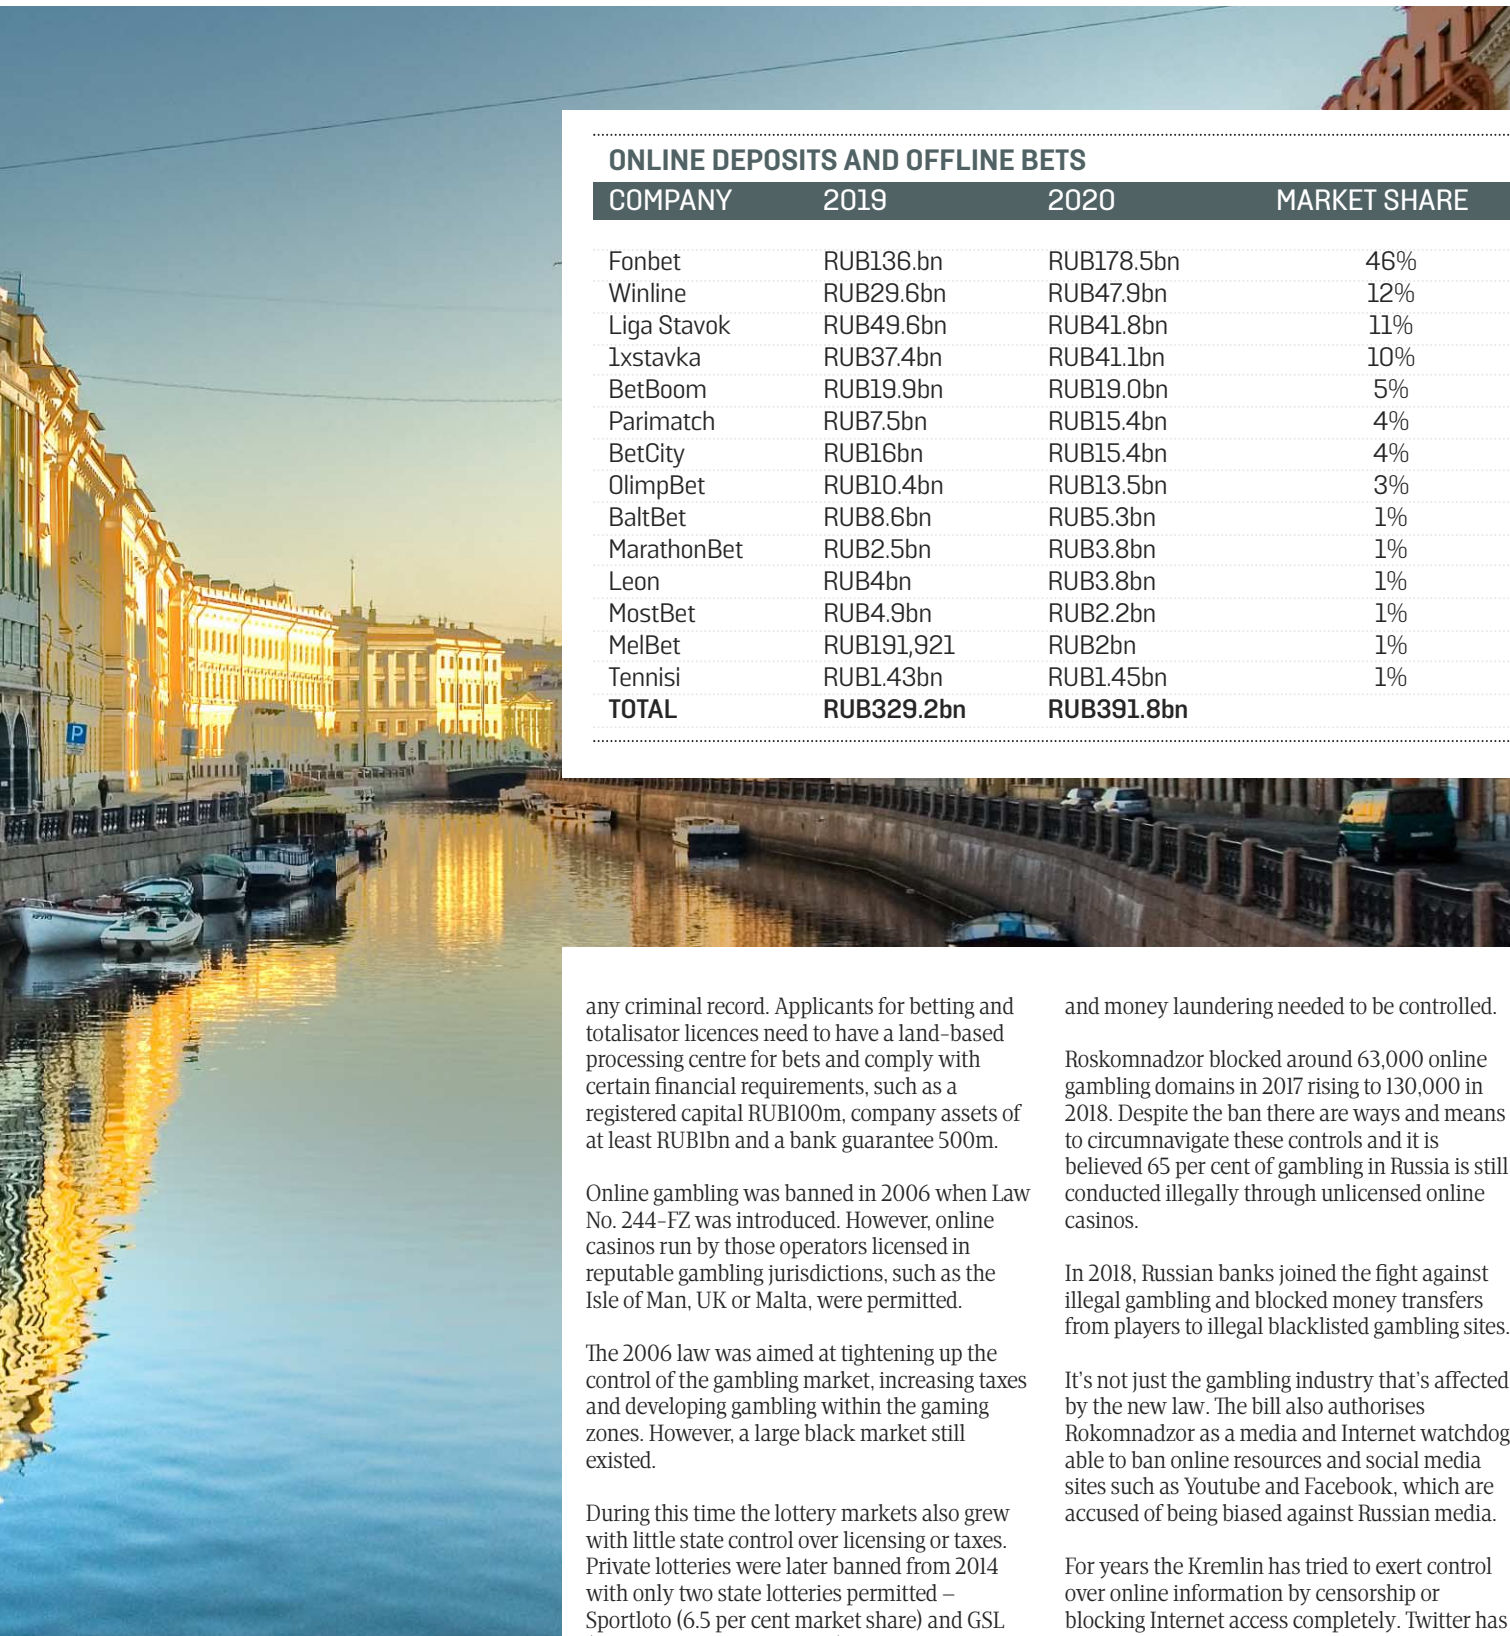 ONLINE DEPOSITS AND OFFLINE BETS
COMPANY 2019 2020 MARKET SHARE
Fonbet RUB136.bn RUB178.5bn 46%
Winline RUB29.6bn RUB47.9bn 12%
Liga Stavok RUB49.6bn RUB41.8bn 11%
1xstavka RUB37.4bn RUB41.1bn 10%
BetBoom RUB19.9bn RUB19.0bn 5%
Parimatch RUB7.5bn RUB15.4bn 4%
BetCity RUB16bn RUB15.4bn 4%
OlimpBet RUB10.4bn RUB13.5bn 3%
BaltBet RUB8.6bn RUB5.3bn 1%
MarathonBet RUB2.5bn RUB3.8bn 1%
Leon RUB4bn RUB3.8bn 1%
MostBet RUB4.9bn RUB2.2bn 1%
MelBet RUB191,921 RUB2bn 1%
Tennisi RUB1.43bn RUB1.45bn 1%
TOTAL RUB329.2bn RUB391.8bn
P
any criminal record. Applicants for betting and
totalisator licences need to have a land-based
processing centre for bets and comply with
certain financial requirements, such as a
registered capital RUB100m, company assets of
at least RUB1bn and a bank guarantee 500m.
Online gambling was banned in 2006 when Law
No. 244-FZ was introduced. However, online
casinos run by those operators licensed in
reputable gambling jurisdictions, such as the
Isle of Man, UK or Malta, were permitted.
The 2006 law was aimed at tightening up the
control of the gambling market, increasing taxes
and developing gambling within the gaming
zones. However, a large black market still
existed.
During this time the lottery markets also grew
with little state control over licensing or taxes.
Private lotteries were later banned from 2014
with only two state lotteries permitted –
Sportloto (6.5 per cent market share) and GSL
and money laundering needed to be controlled.
Roskomnadzor blocked around 63,000 online
gambling domains in 2017 rising to 130,000 in
2018. Despite the ban there are ways and means
to circumnavigate these controls and it is
believed 65 per cent of gambling in Russia is still
conducted illegally through unlicensed online
casinos.
In 2018, Russian banks joined the fight against
illegal gambling and blocked money transfers
from players to illegal blacklisted gambling sites.
It's not just the gambling industry that's affected
by the new law. The bill also authorises
Rokomnadzor as a media and Internet watchdog
able to ban online resources and social media
sites such as Youtube and Facebook, which are
accused of being biased against Russian media.
For years the Kremlin has tried to exert control
over online information by censorship or
blocking Internet access completely. Twitter has